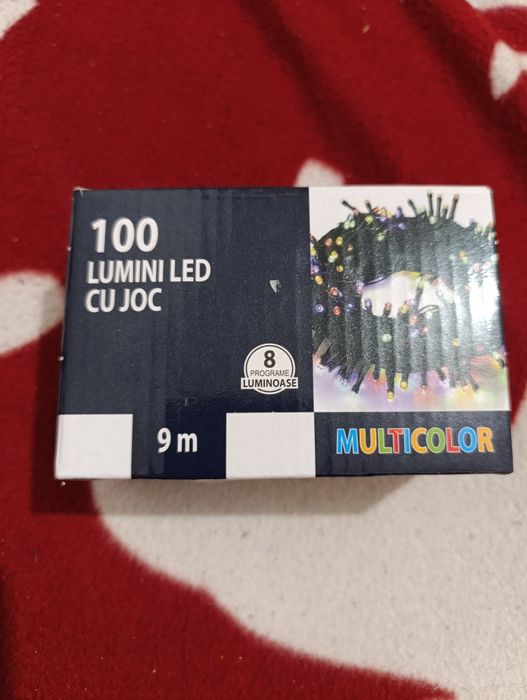 100
LUMINI LED
CU JOC
8
PROGRAME
LUMINOASE
9 m
MULTICOLOR